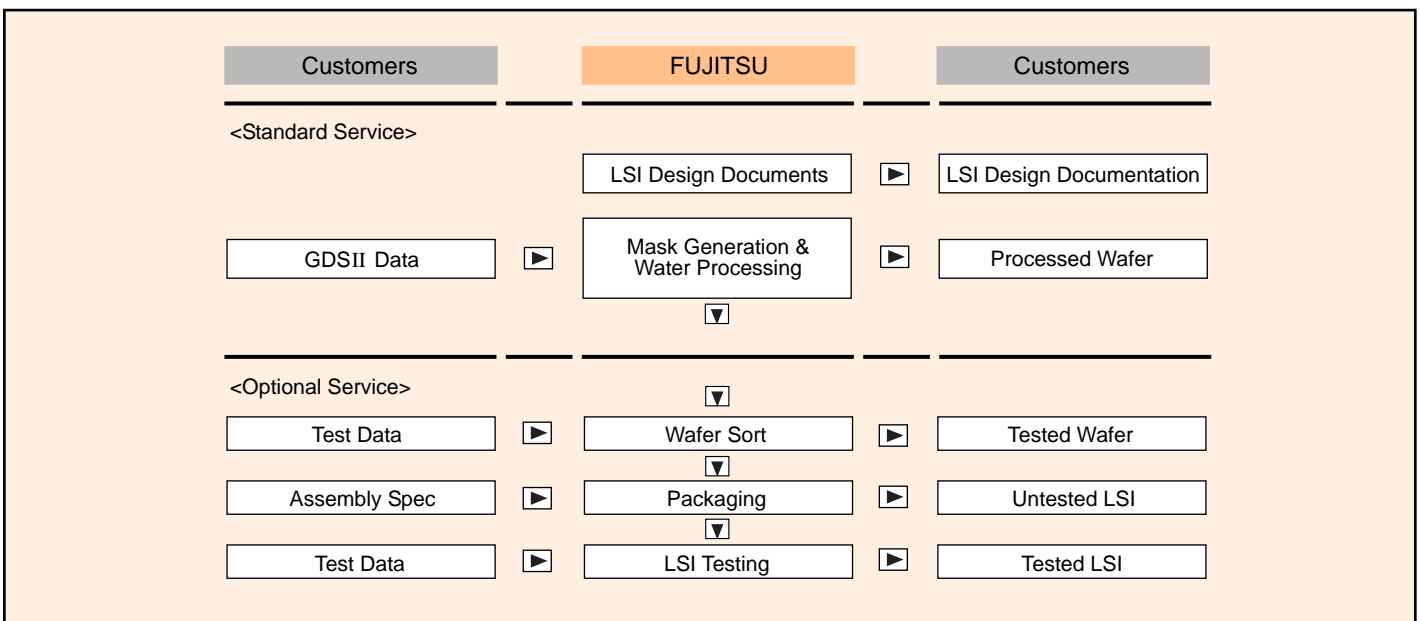 Customers FUJITSU Customers
<Standard Service>
LSI Design Documents LSI Design Documentation
GDSII Data Mask Generation &
Water Processing Processed Wafer
<Optional Service>
Test Data Wafer Sort Tested Wafer
Assembly Spec Packaging Untested LSI
Test Data LSI Testing Tested LSI